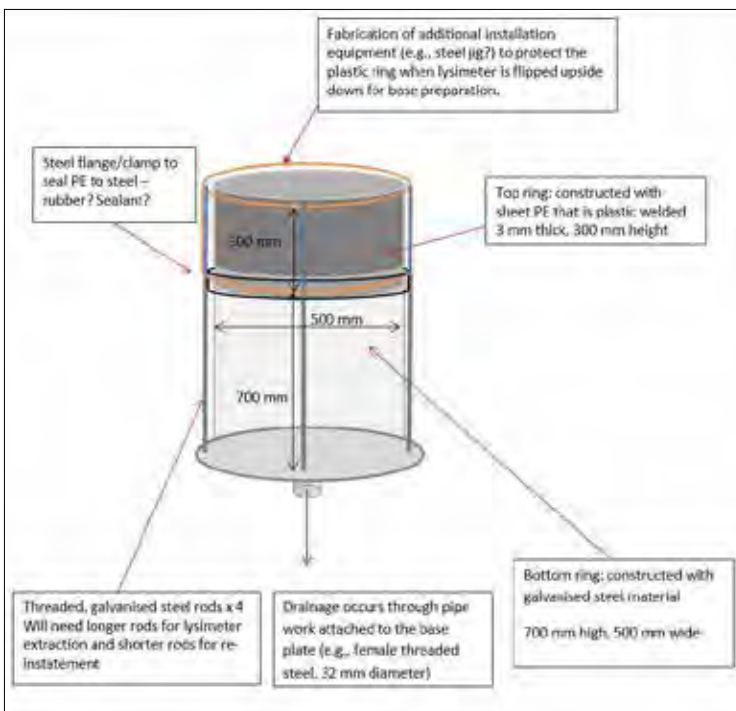 Fabrication of additional installation
equipment (e.g., steel jig?) to protect the
plastic ring when lysimeter is flipped upside
down for base preparation.
Steel flange/clamp to
seal PE to steel –
rubber? Sealant?
Top ring: constructed with
sheet PE that is plastic welded
3 mm thick, 300 mm height
300 mm
500 mm
700 mm
Threaded, galvanised steel rods x 4
Will need longer rods for lysimeter
extraction and shorter rods for re-
instatement
Drainage occurs through pipe
work attached to the base
plate (e.g., female threaded
steel, 32 mm diameter)
Bottom ring: constructed with
galvanised steel material
700 mm high, 500 mm wide